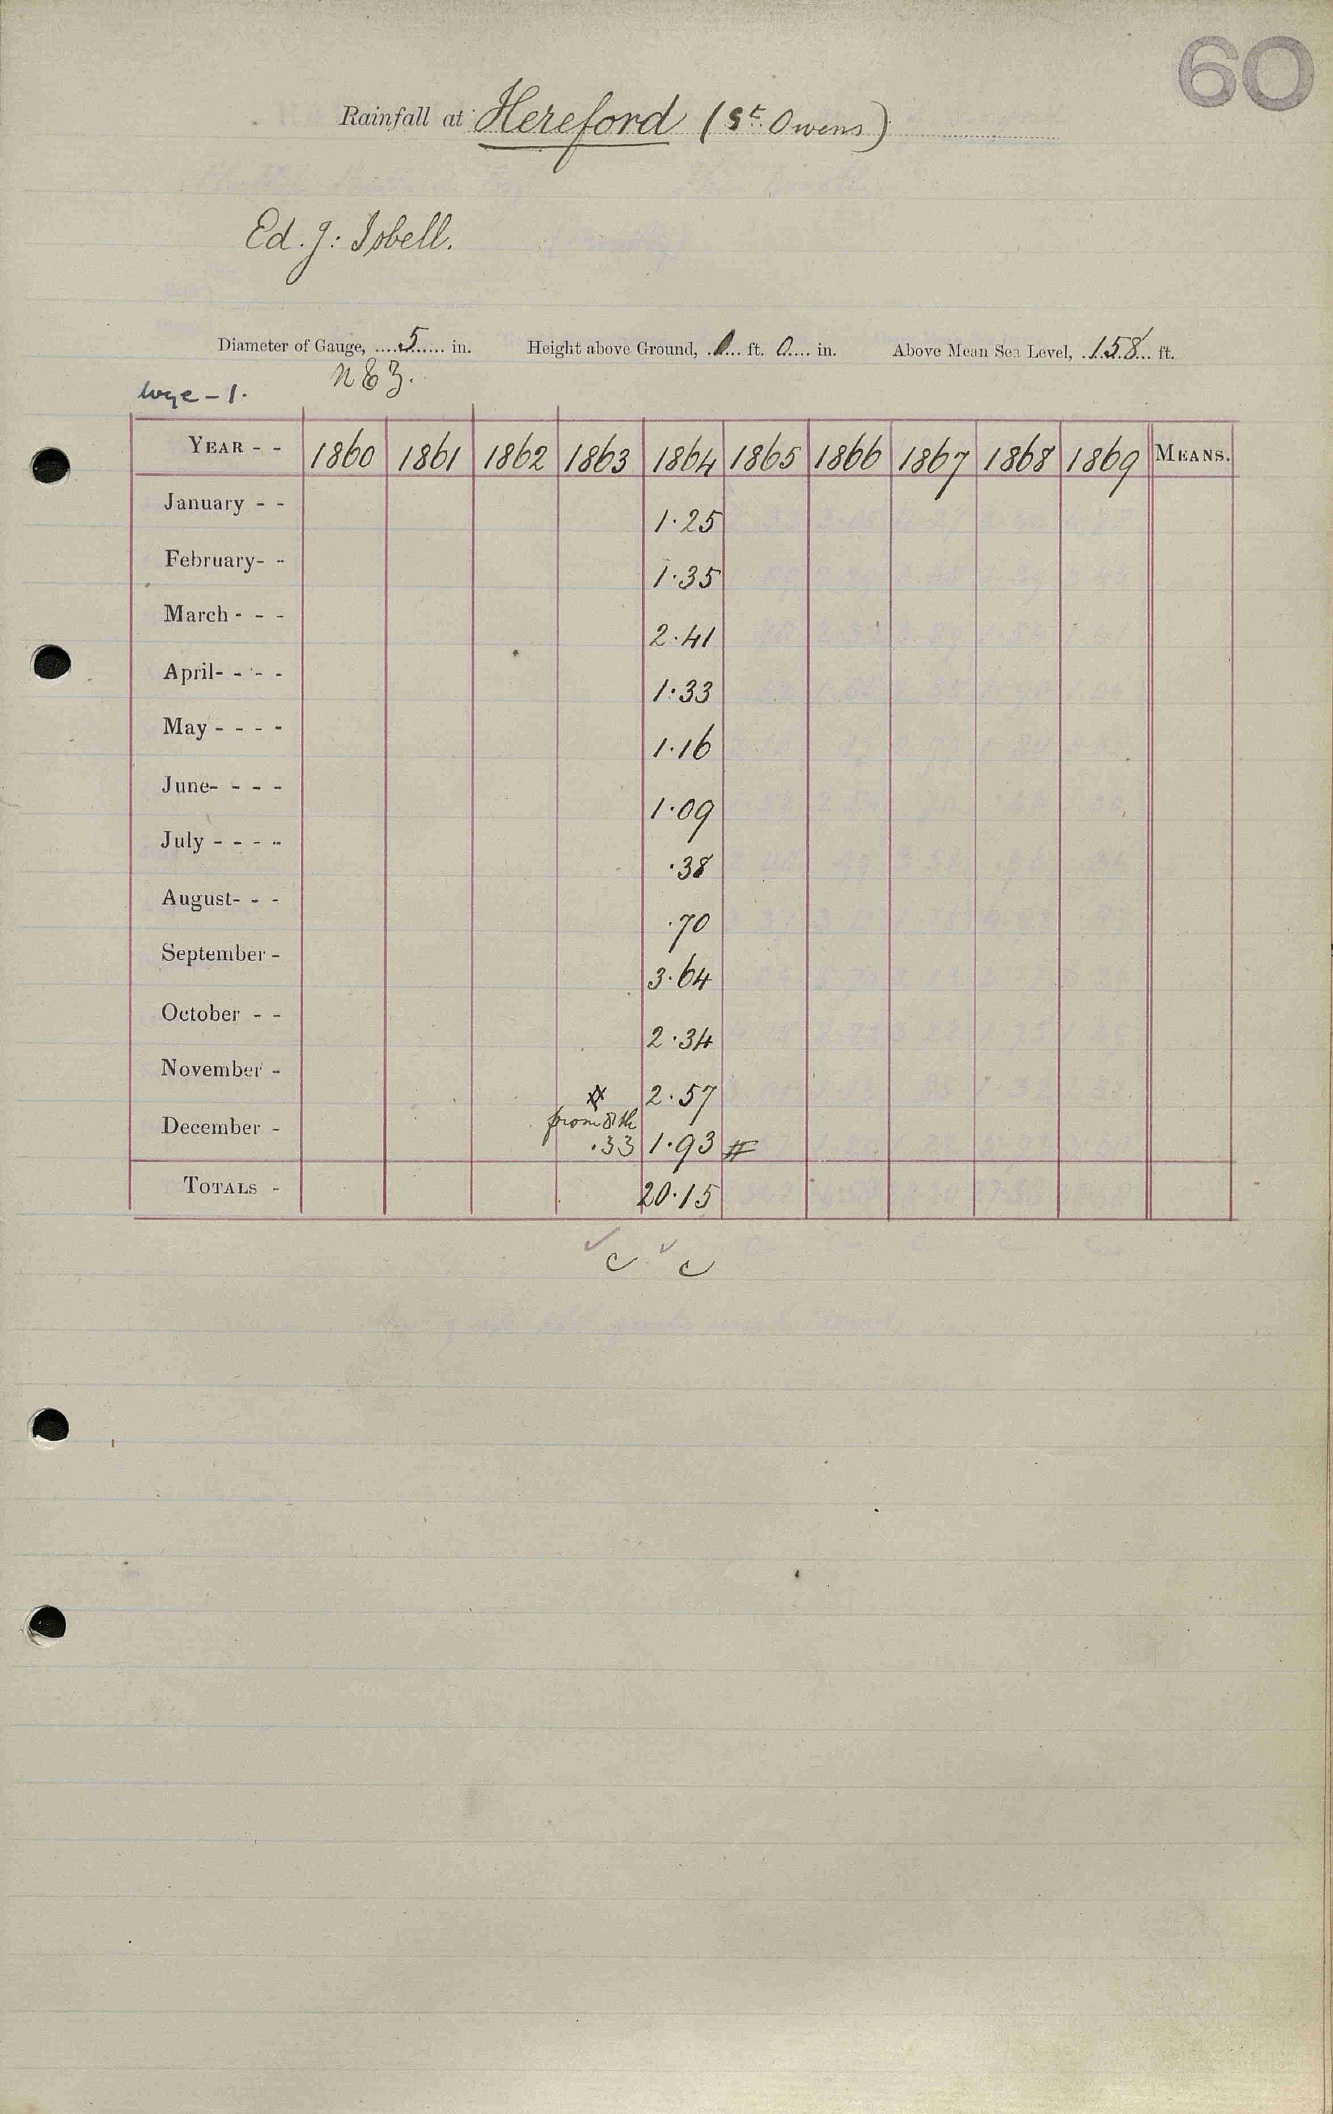 60
Rainfall at Hereford (St. Owens)
Ed. J: Isbell.
Diameter of Gauge, 5 in. Height above Ground, 0 ft. 0 in. Above Mean Sea Level, 158 ft.
Wye - 1.
YEAR - - 1860 1861 1862 1863 1864 1865 1866 1867 1868 1869 MEANS.
January - - 1.25
February- - 1.35
March - - - 2.41
April- - - - 1.33
May - - - - 1.16
June- - - - 1.09
July - - - - .38
August- - - .70
September - 3.64
October - - 2.34
November - 2.57
from 8th
December - .33 1.93
TOTALS - 20.15
c c